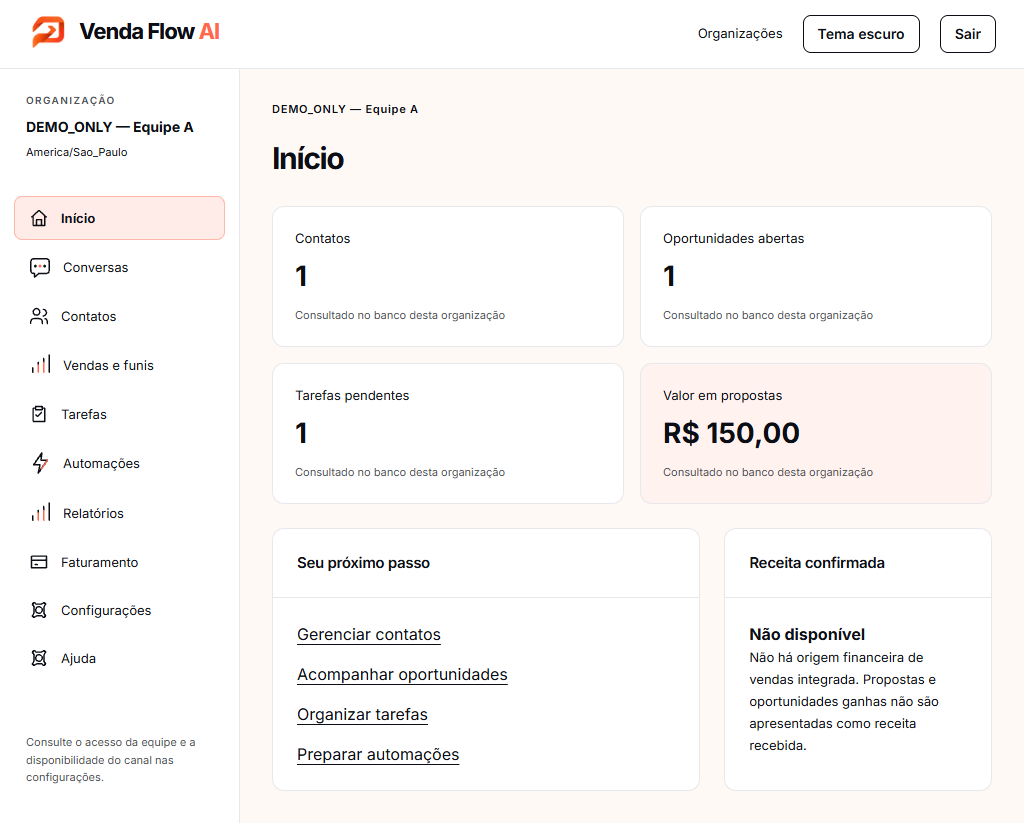 Venda Flow AI
Organizações
Tema escuro
Sair
ORGANIZAÇÃO
DEMO_ONLY — Equipe A
America/Sao_Paulo
Início
Conversas
Contatos
Vendas e funis
Tarefas
Automações
Relatórios
Faturamento
Configurações
Ajuda
Consulte o acesso da equipe e a
disponibilidade do canal nas
configurações.
DEMO_ONLY — Equipe A
Início
Contatos
1
Consultado no banco desta organização
Oportunidades abertas
1
Consultado no banco desta organização
Tarefas pendentes
1
Consultado no banco desta organização
Valor em propostas
R$ 150,00
Consultado no banco desta organização
Seu próximo passo
Gerenciar contatos
Acompanhar oportunidades
Organizar tarefas
Preparar automações
Receita confirmada
Não disponível
Não há origem financeira de
vendas integrada. Propostas e
oportunidades ganhas não são
apresentadas como receita
recebida.